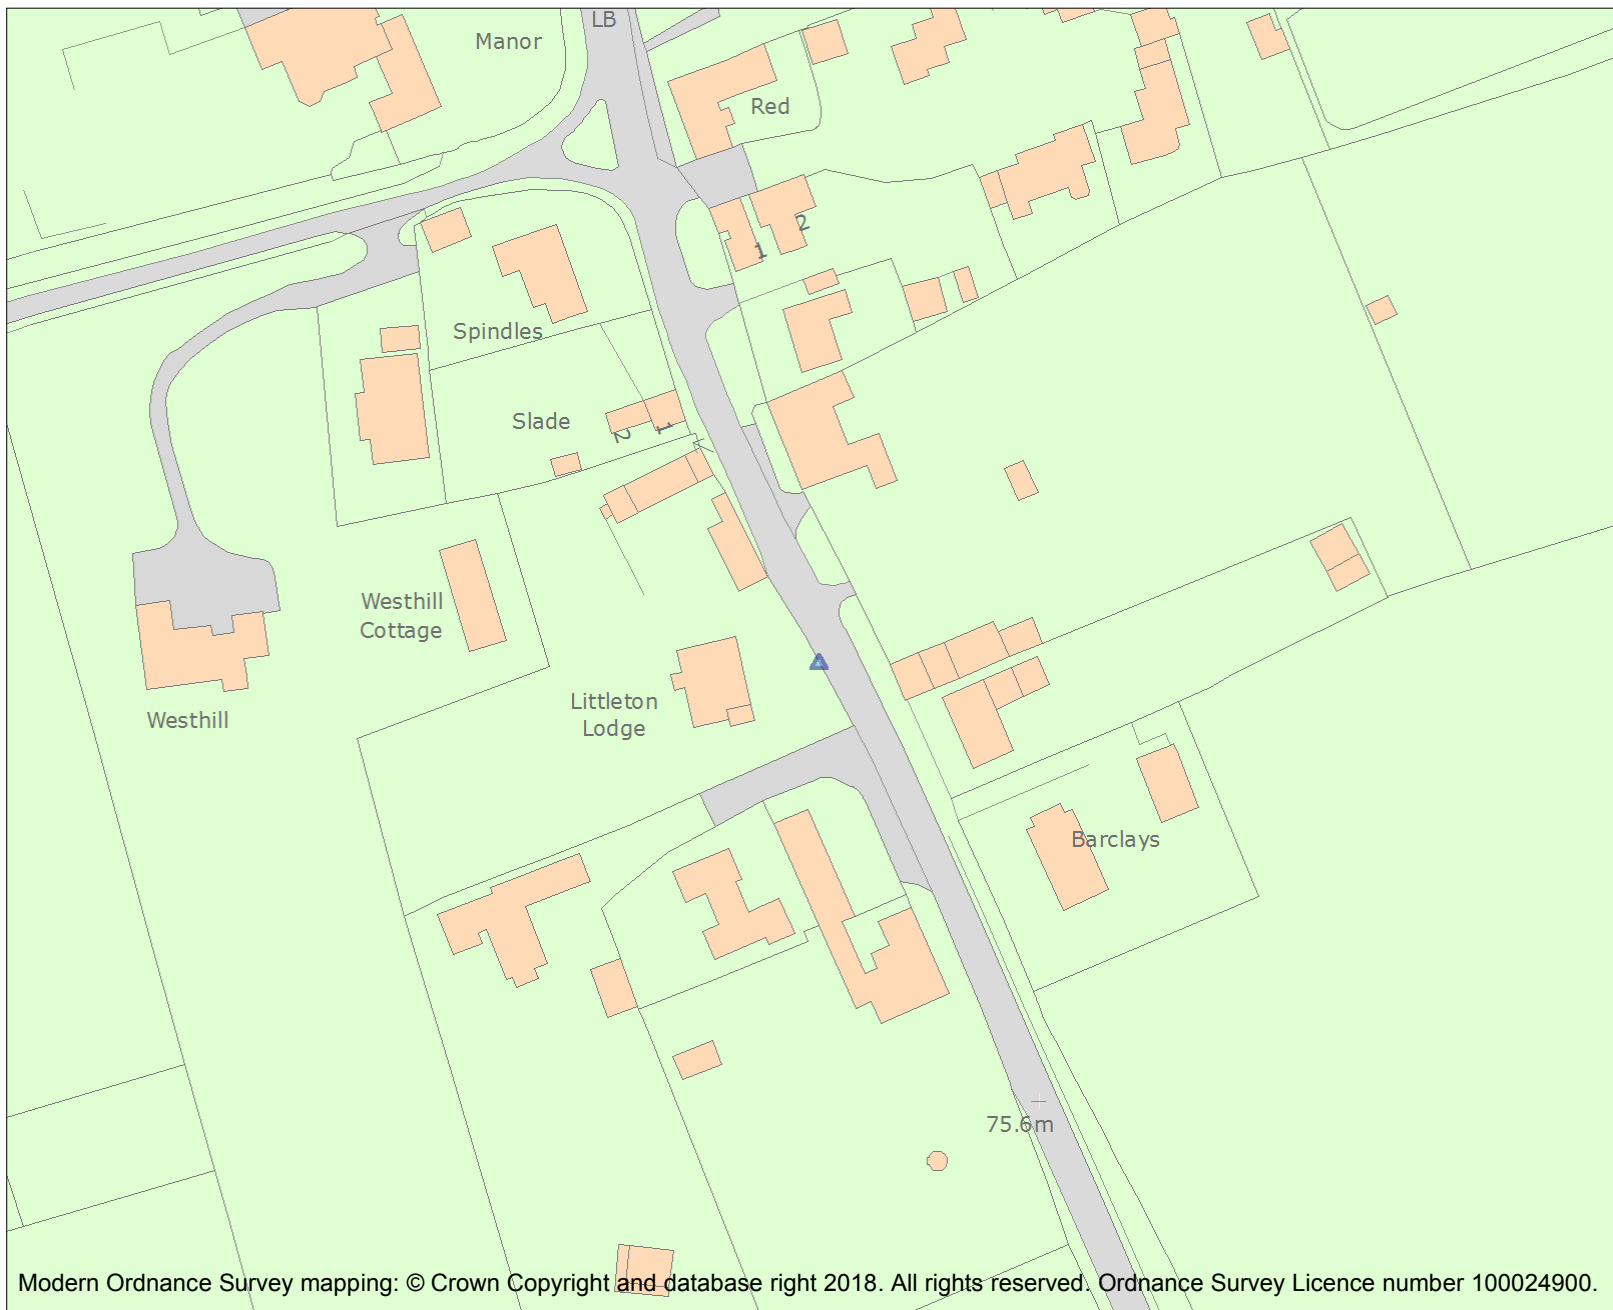 LB
Manor
Red
2
1
Spindles
Slade
2
1
Westhill
Cottage
Littleton
Lodge
Westhill
Barclays
75.6m
Modern Ordnance Survey mapping: © Crown Copyright and database right 2018. All rights reserved. Ordnance Survey Licence number 100024900.